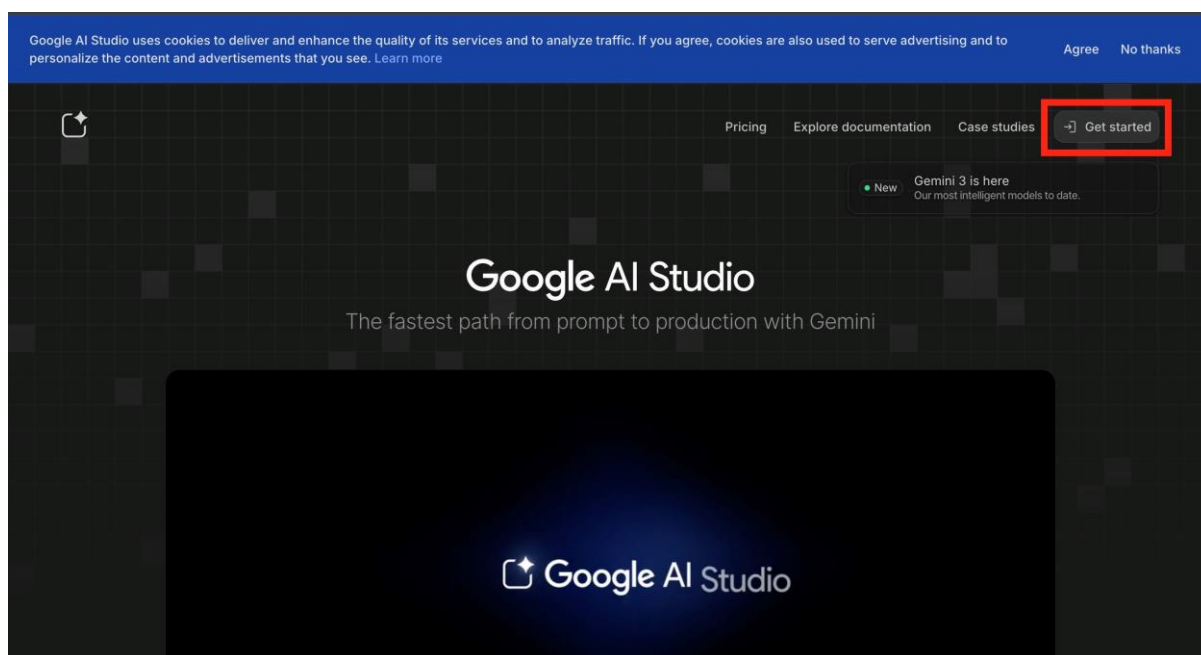 Google AI Studio uses cookies to deliver and enhance the quality of its services and to analyze traffic. If you agree, cookies are also used to serve advertising and to
personalize the content and advertisements that you see. Learn more
Agree No thanks
Pricing Explore documentation Case studies Get started
New
Gemini 3 is here
Our most intelligent models to date.
Google AI Studio
The fastest path from prompt to production with Gemini
Google AI Studio